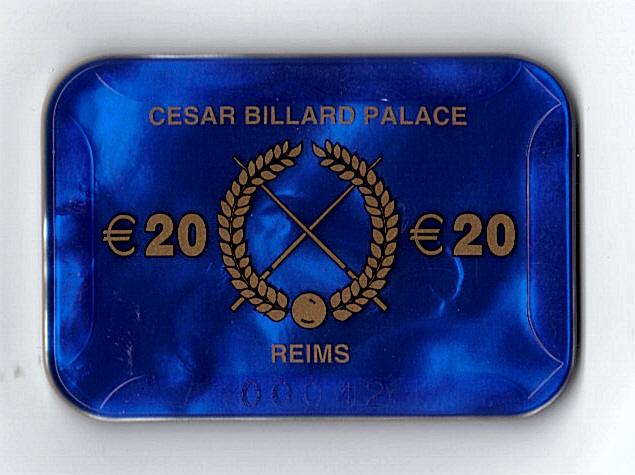 CESAR BILLARD PALACE
€20 €20
REIMS
00042